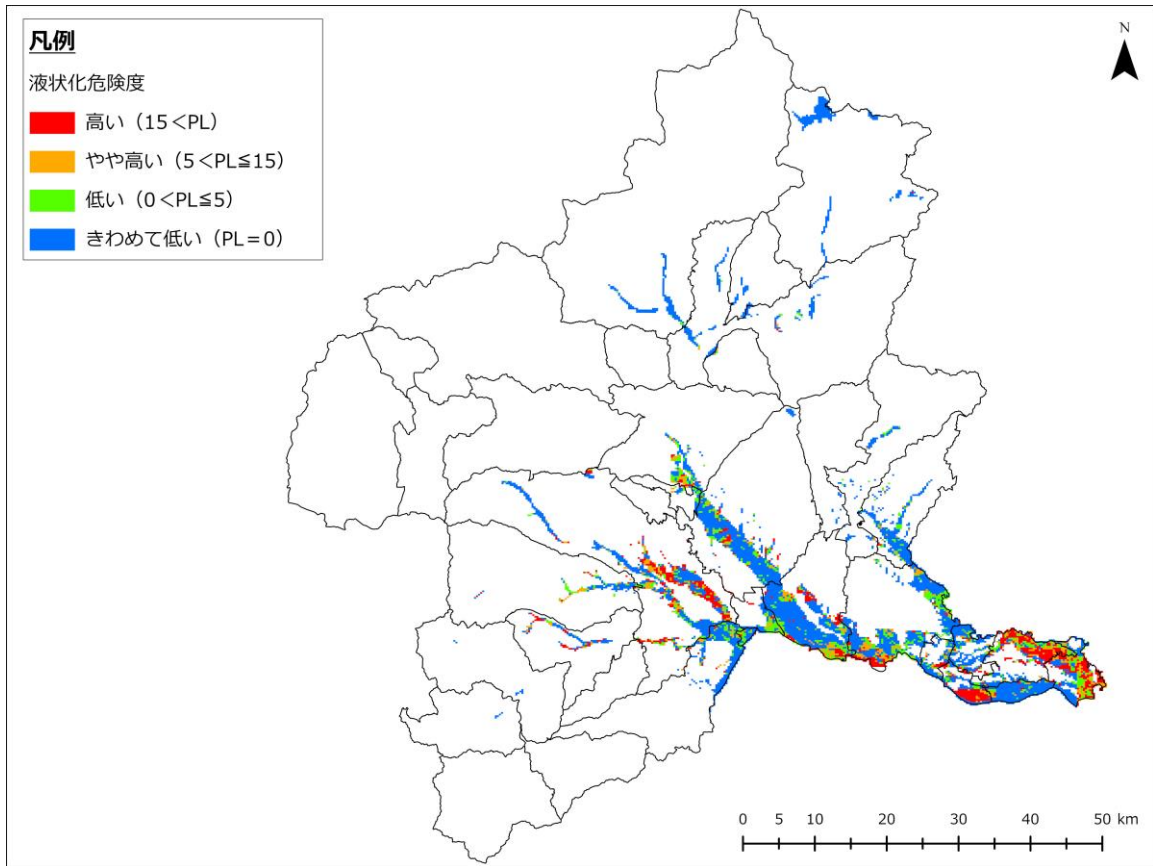 凡例
液状化危険度
高い（15＜PL）
やや高い（5＜PL≦15）
低い（0＜PL≦5）
きわめて低い（PL＝0）
N
0 5 10 20 30 40 50 km